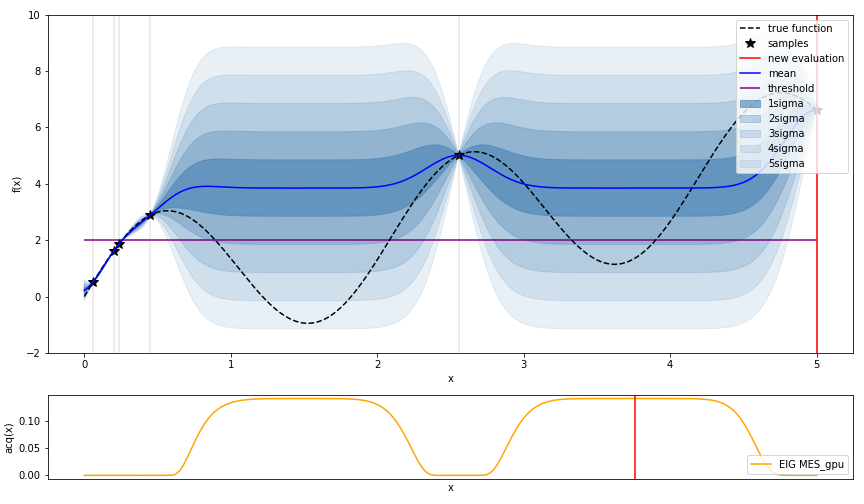 10
8
6
4
2
0
−2
f(x)
0
1
2
3
4
5
x
true function
samples
new evaluation
mean
threshold
1sigma
2sigma
3sigma
4sigma
5sigma
0.10
0.05
0.00
acq(x)
x
EIG MES_gpu